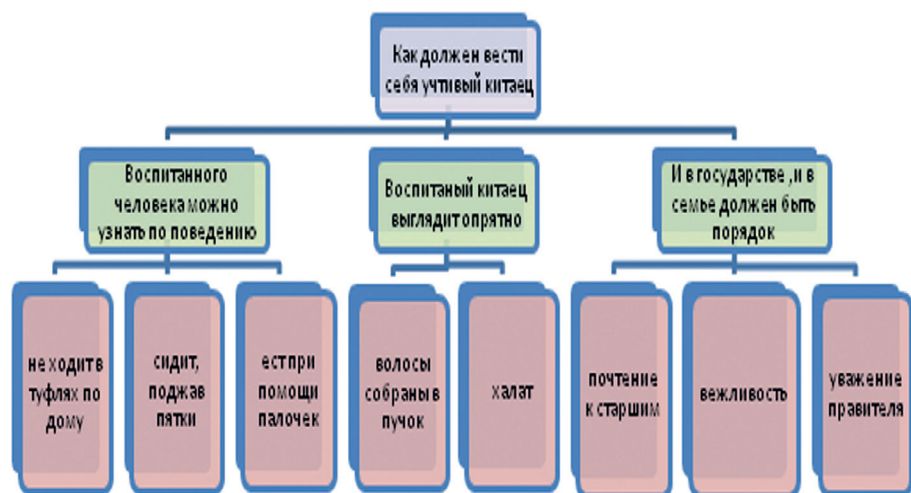 Как должен вести
себя учтивый китаец
Воспитанного
человека можно
узнать по поведению
Воспитаный китаец
выглядит опрятно
И в государстве ,и в
семье должен быть
порядок
не ходит в
туфлях по
дому
сидит,
поджав
пятки
ест при
помощи
палочек
волосы
собраны в
пучок
халат
почтение
к старшим
вежливость
уважение
правителя